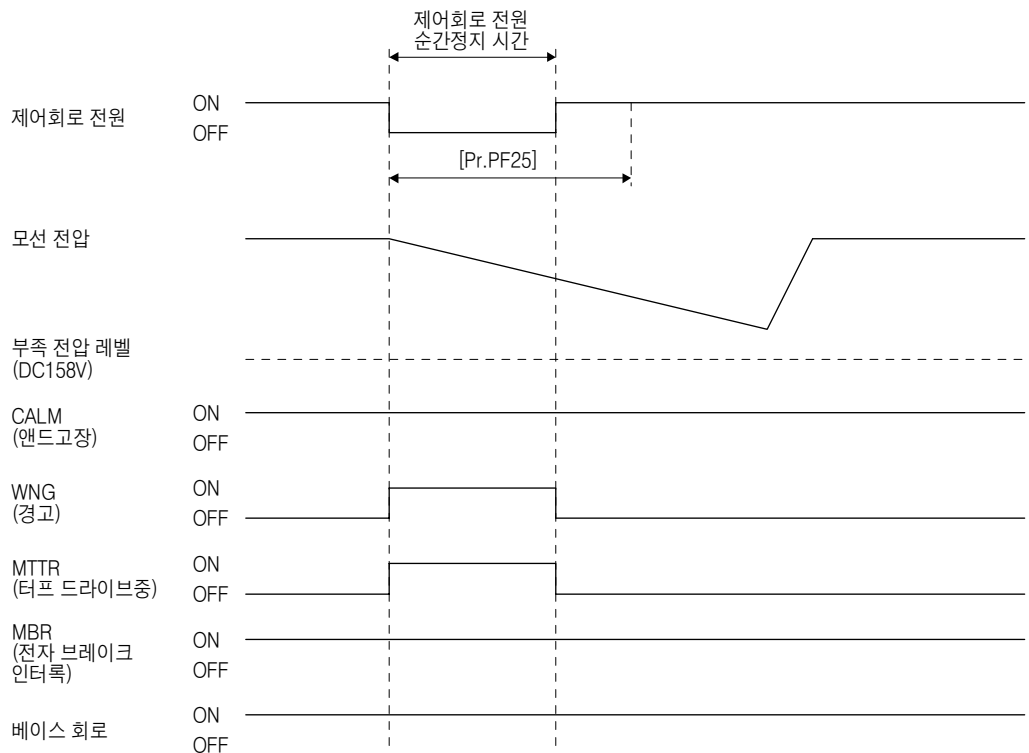 제어회로 전원
순간정지 시간
제어회로 전원
ON
OFF
[Pr.PF25]
모선 전압
부족 전압 레벨
(DC158V)
CALM
(앤드고장)
ON
OFF
WNG
(경고)
ON
OFF
MTTR
(터프 드라이브중)
ON
OFF
MBR
(전자 브레이크
인터록)
ON
OFF
베이스 회로
ON
OFF